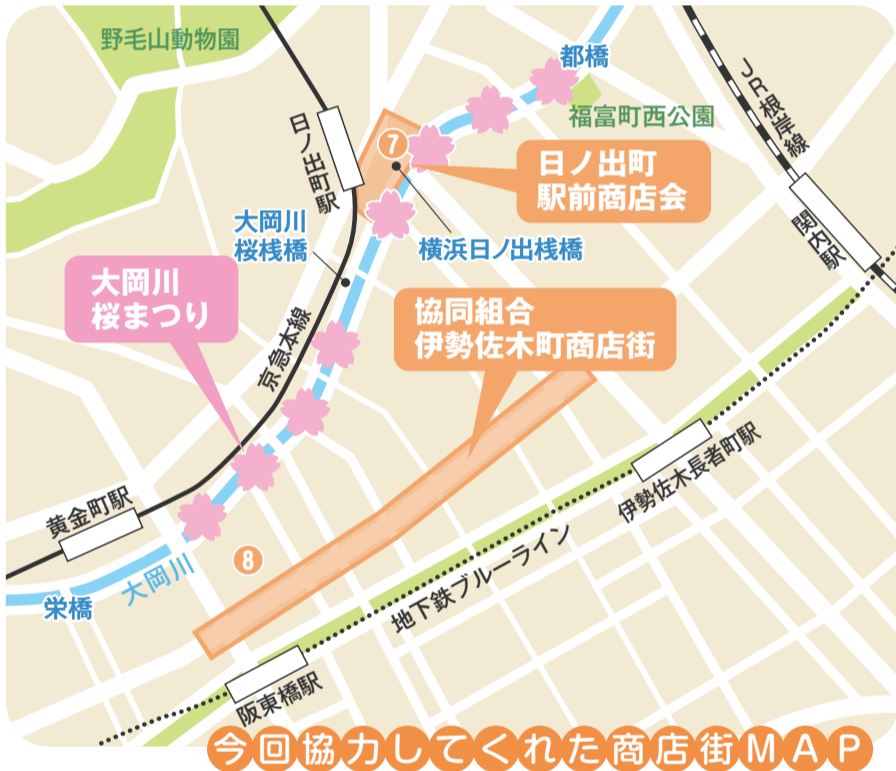 野毛山動物園
都橋
福富町西公園
JR根岸線
日ノ出町駅
7
日ノ出町
駅前商店会
関内駅
大岡川
桜桟橋
横浜日ノ出桟橋
大岡川
桜まつり
京急本線
協同組合
伊勢佐木町商店街
伊勢佐木長者町駅
黄金町駅
8
大岡川
栄橋
地下鉄ブルーライン
阪東橋駅
今回協力してくれた商店街MAP